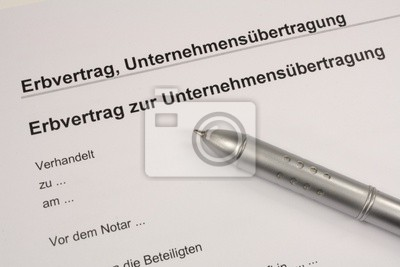 Erbvertrag, Unternehmensübertragung
Erbvertrag zur Unternehmensübertragung
Verhandelt
zu ...
am ...
Vor dem Notar ...
die Beteiligten